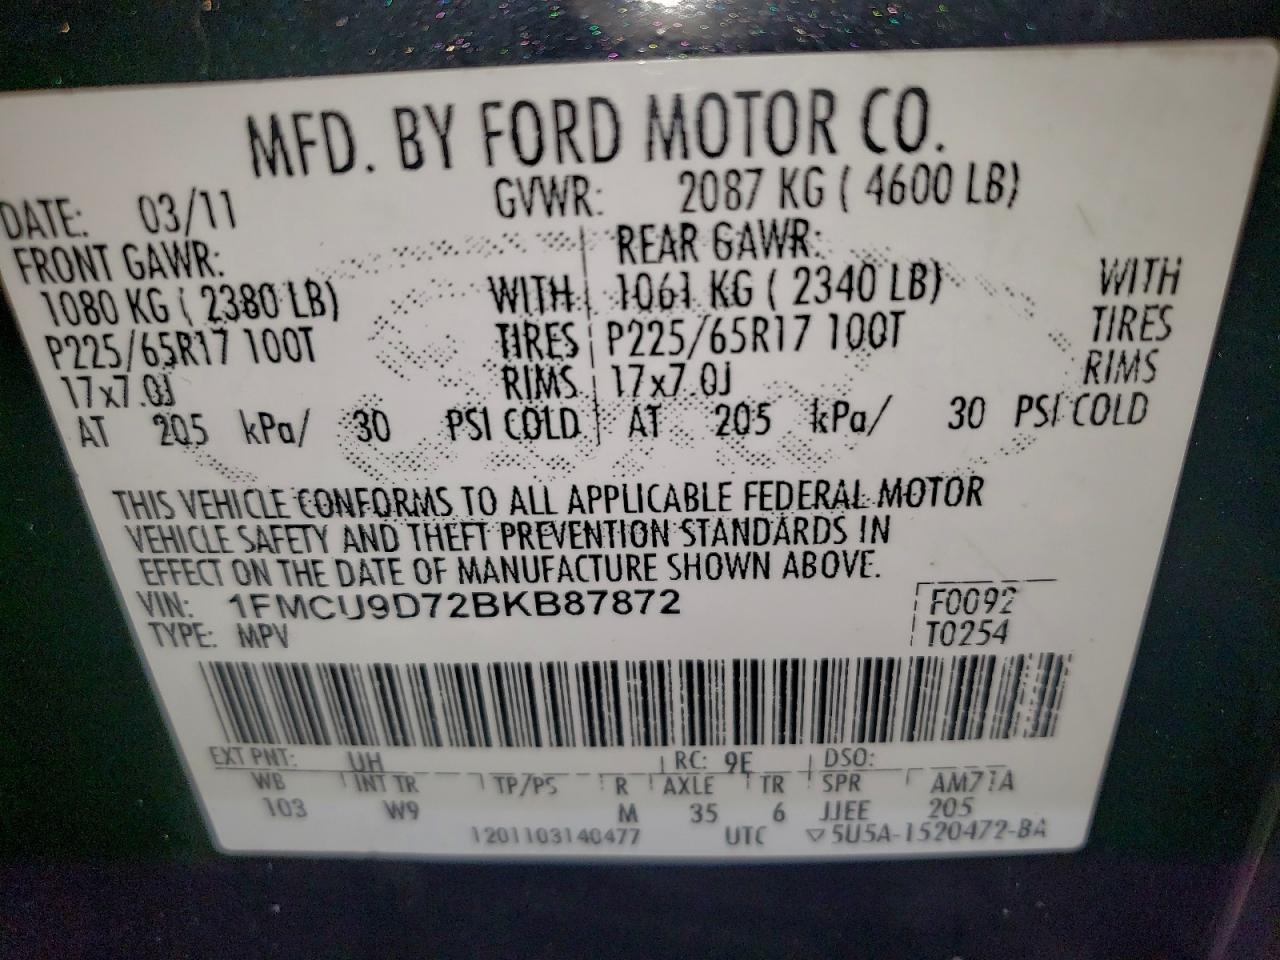 MFD. BY FORD MOTOR CO.
DATE: 03/11 GVWR: 2087 KG ( 4600 LB)
FRONT GAWR: REAR GAWR:
1080 KG ( 2380 LB) WITH 1061 KG ( 2340 LB) WITH
P225/65R17 100T TIRES P225/65R17 100T TIRES
17x7.0J RIMS 17x7.0J RIMS
AT 205 kPa/ 30 PSI COLD AT 205 kPa/ 30 PSI COLD
THIS VEHICLE CONFORMS TO ALL APPLICABLE FEDERAL MOTOR
VEHICLE SAFETY AND THEFT PREVENTION STANDARDS IN
EFFECT ON THE DATE OF MANUFACTURE SHOWN ABOVE.
VIN: 1FMCU9D72BKB87872 F0092
TYPE: MPV T0254
EXT PNT: UH RC: 9E DSO:
WB INT TR TP/PS R AXLE TR SPR AM71A
103 W9 M 35 6 JJEE 205
1201103140477 UTC ▽5U5A-1520472-BA